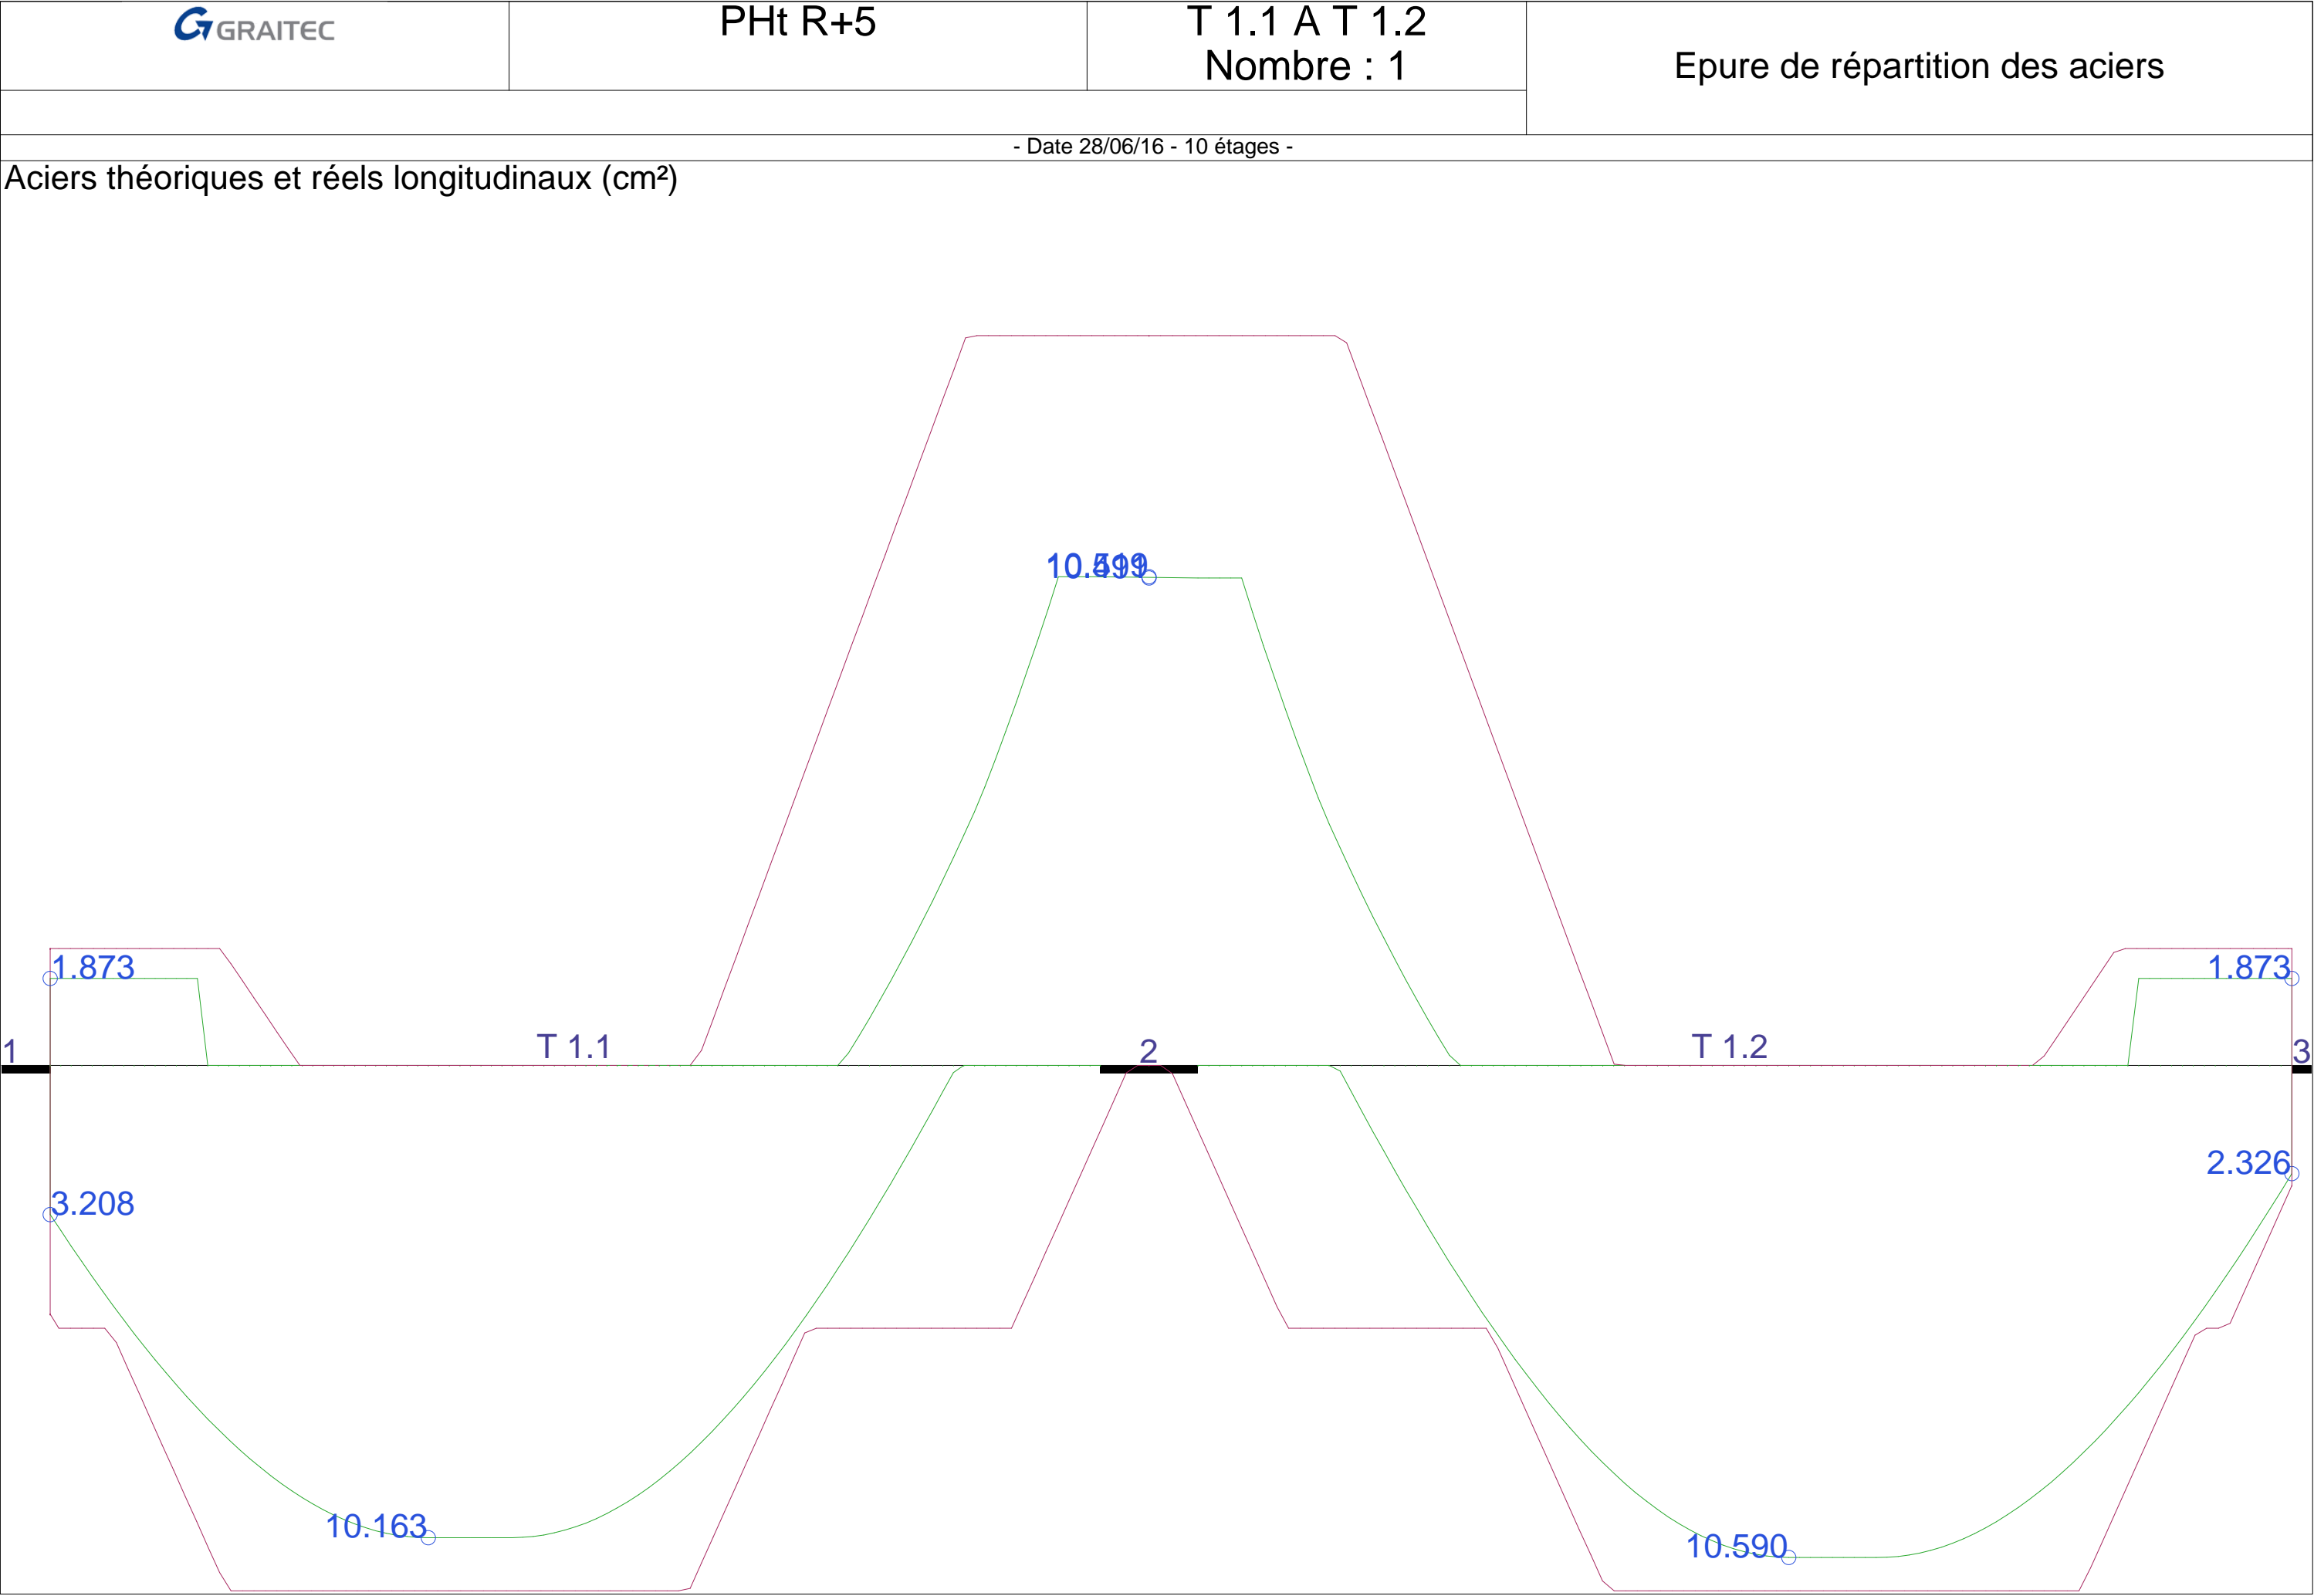 GRAITEC
PHt R+5
T 1.1 A T 1.2
Nombre : 1
Epure de répartition des aciers
- Date 28/06/16 - 10 étages -
Aciers théoriques et réels longitudinaux (cm²)
1.873
1.873
1
T 1.1
2
T 1.2
3
3.208
2.326
10.163
10.590